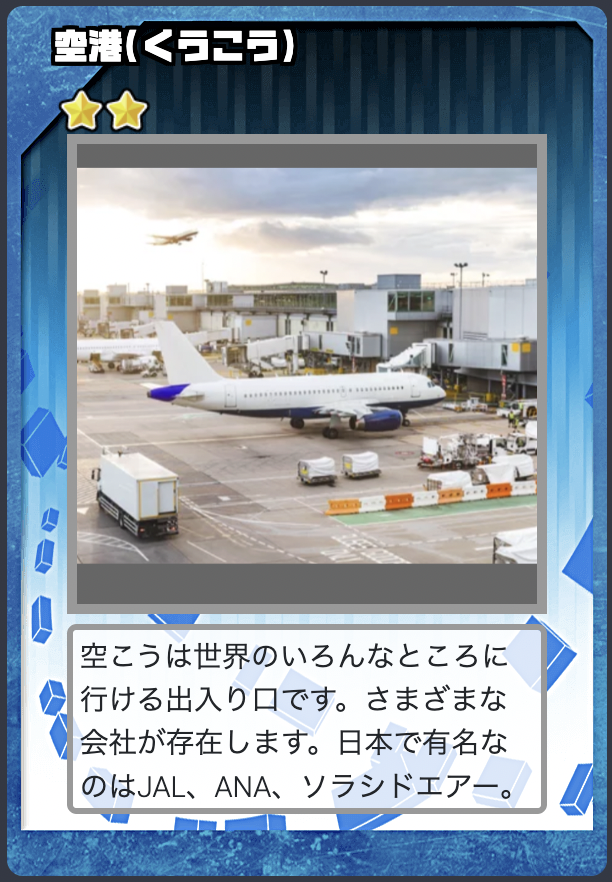 空港(くうこう)
空こうは世界のいろんなところに
行ける出入り口です。さまざまな
会社が存在します。日本で有名な
のはJAL、ANA、ソラシドエアー。